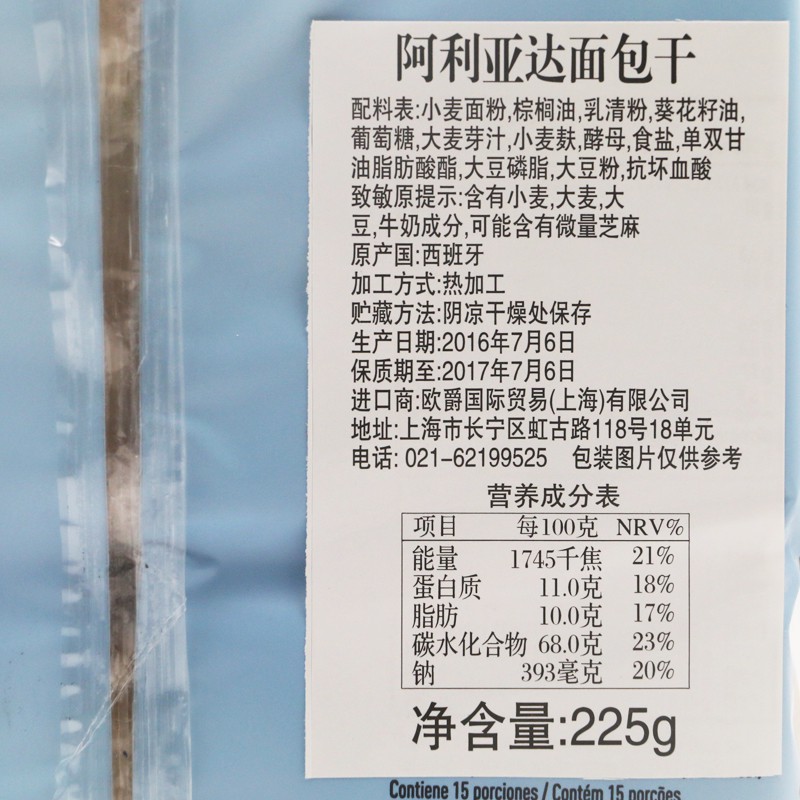 阿利亚达面包干
配料表:小麦面粉,棕榈油,乳清粉,葵花籽油,
葡萄糖,大麦芽汁,小麦麸,酵母,食盐,单双甘
油脂肪酸酯,大豆磷脂,大豆粉,抗坏血酸
致敏原提示:含有小麦,大麦,大
豆,牛奶成分,可能含有微量芝麻
原产国:西班牙
加工方式:热加工
贮藏方法:阴凉干燥处保存
生产日期:2016年7月6日
保质期至:2017年7月6日
进口商:欧爵国际贸易(上海)有限公司
地址:上海市长宁区虹古路118号18单元
电话: 021-62199525 包装图片仅供参考
营养成分表
项目 每100克 NRV%
能量 1745千焦 21%
蛋白质 11.0克 18%
脂肪 10.0克 17%
碳水化合物 68.0克 23%
钠 393毫克 20%
净含量:225g
Contiene 15 porciones / Contém 15 porções